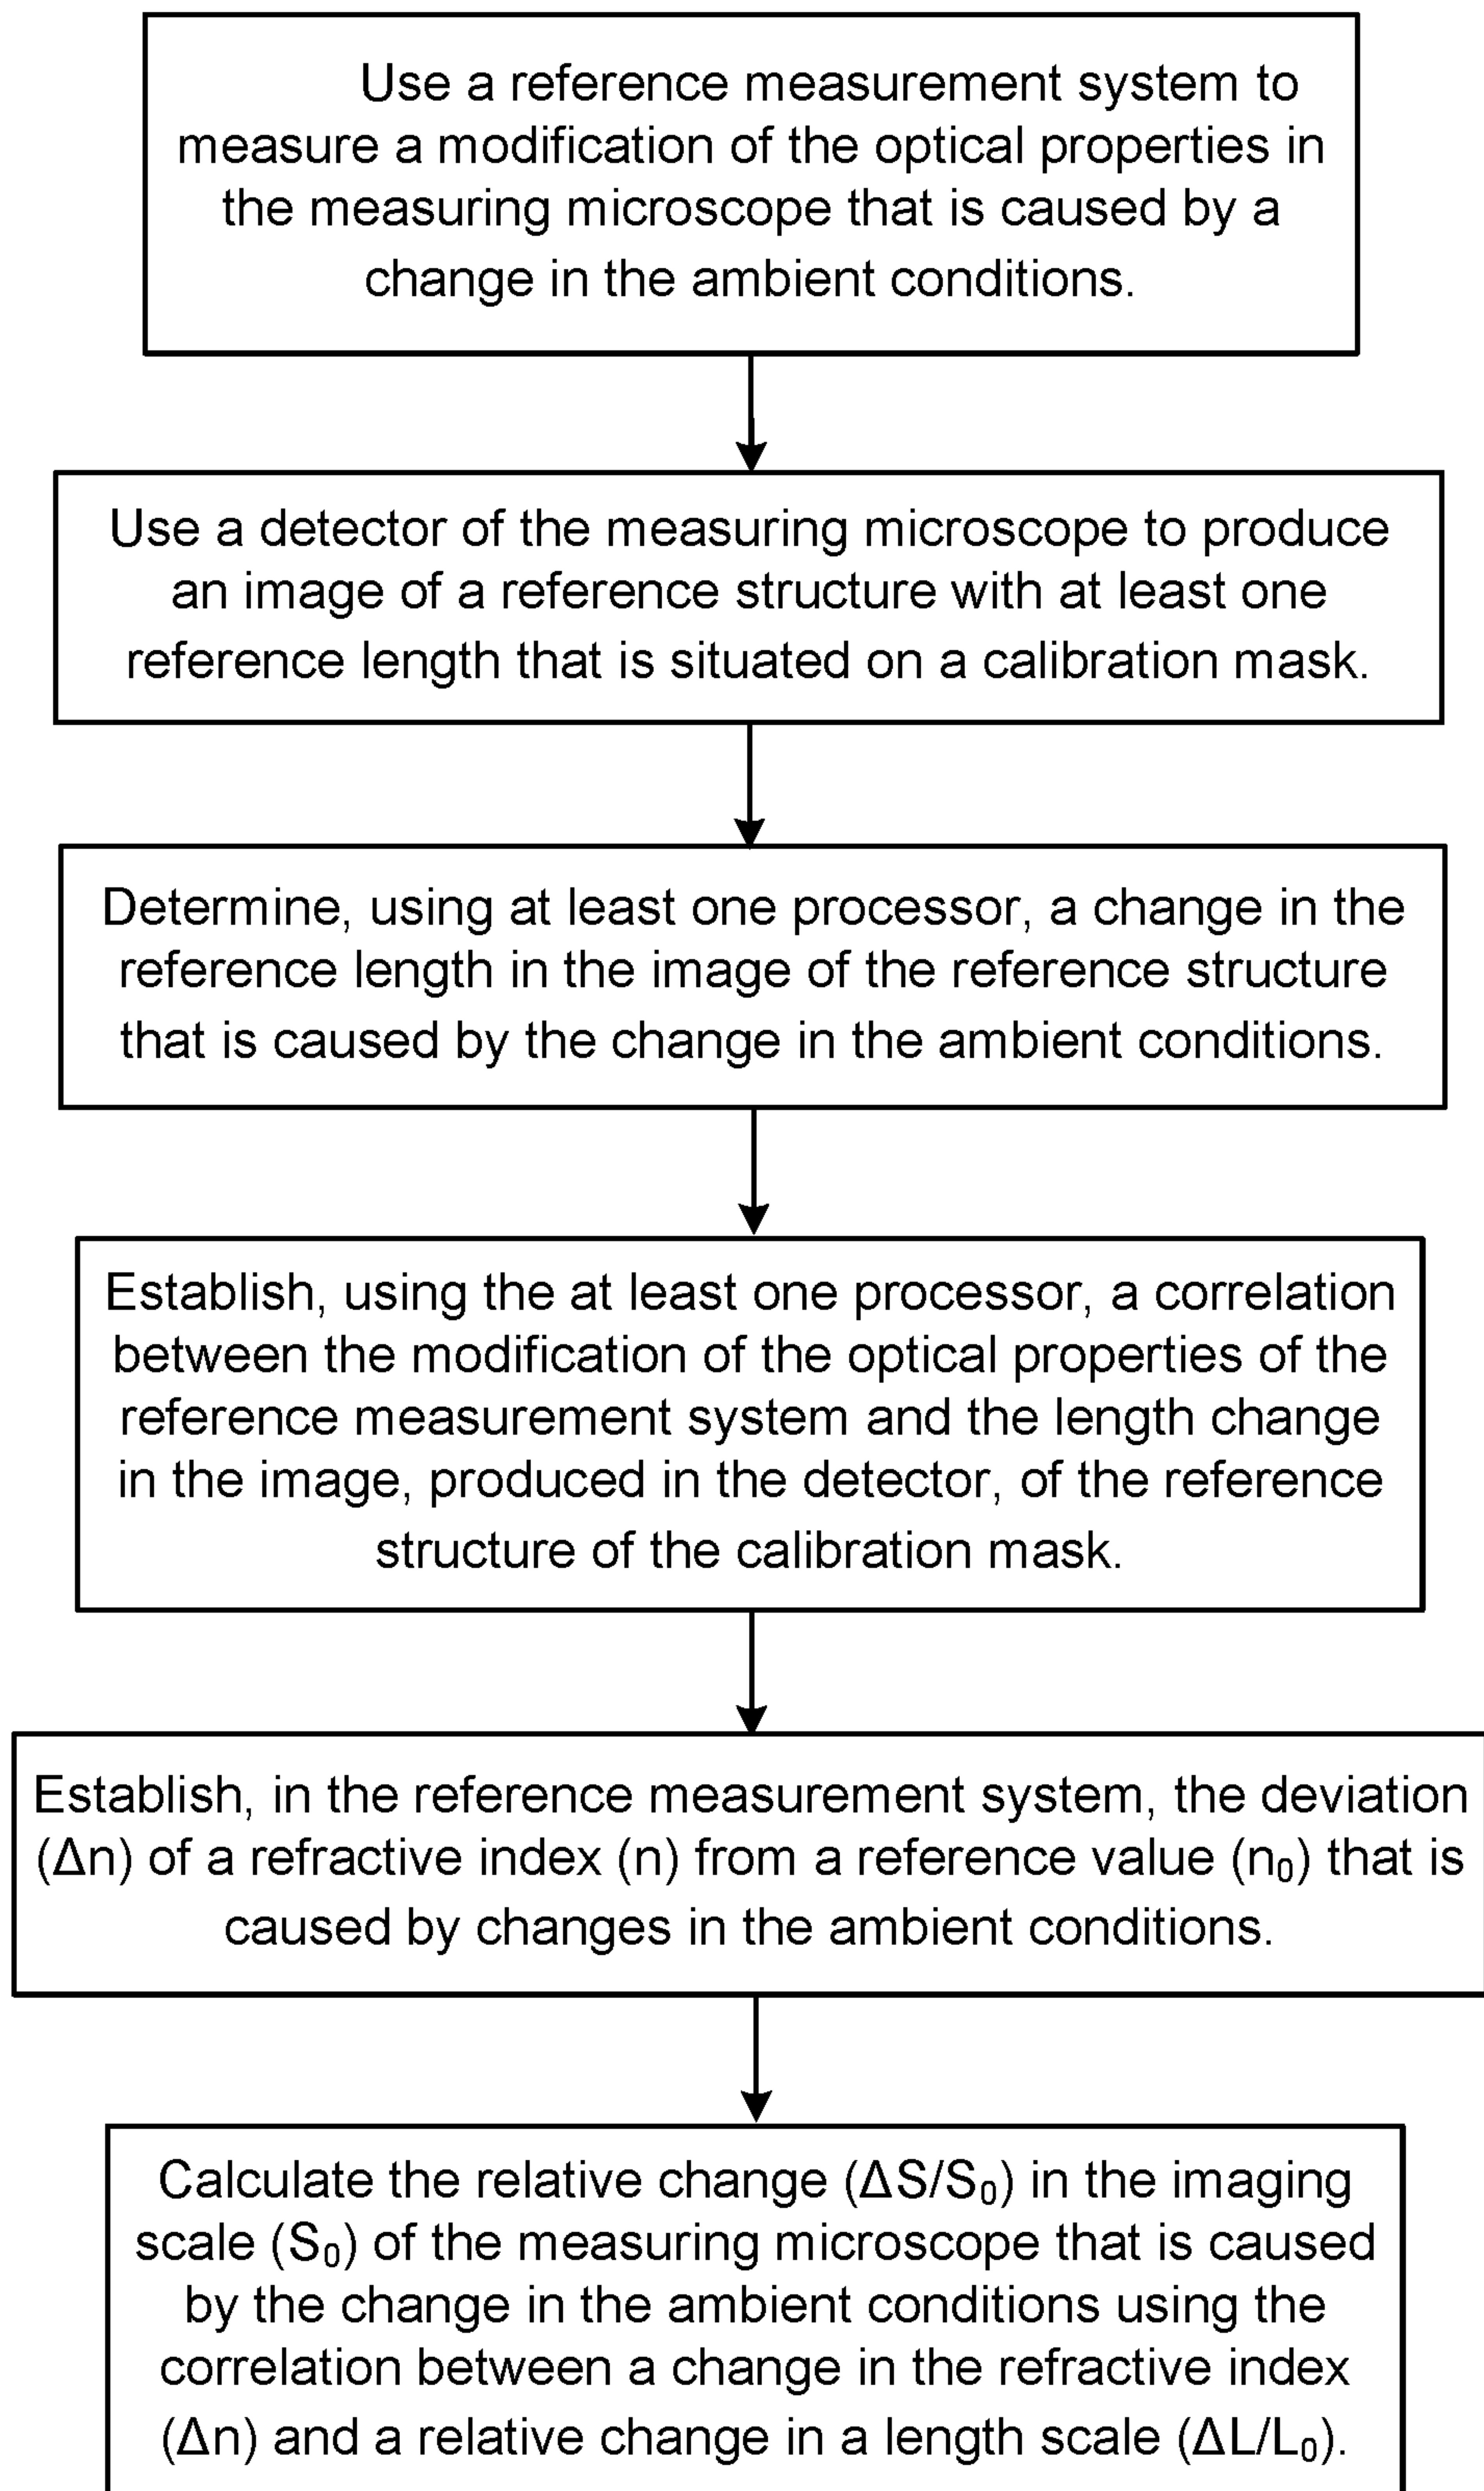 Use a reference measurement system to
measure a modification of the optical properties in
the measuring microscope that is caused by a
change in the ambient conditions.
Use a detector of the measuring microscope to produce
an image of a reference structure with at least one
reference length that is situated on a calibration mask.
Determine, using at least one processor, a change in the
reference length in the image of the reference structure
that is caused by the change in the ambient conditions.
Establish, using the at least one processor, a correlation
between the modification of the optical properties of the
reference measurement system and the length change
in the image, produced in the detector, of the reference
structure of the calibration mask.
Establish, in the reference measurement system, the deviation
(Δn) of a refractive index (n) from a reference value (n₀) that is
caused by changes in the ambient conditions.
Calculate the relative change (ΔS/S₀) in the imaging
scale (S₀) of the measuring microscope that is caused
by the change in the ambient conditions using the
correlation between a change in the refractive index
(Δn) and a relative change in a length scale (ΔL/L₀).